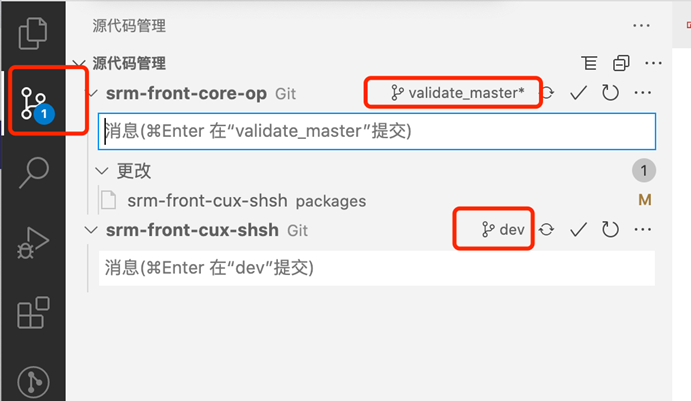 源代码管理
源代码管理
srm-front-core-op Git validate_master*
消息(⌘Enter 在“validate_master”提交)
更改 1
srm-front-cux-shsh packages M
srm-front-cux-shsh Git dev
消息(⌘Enter 在“dev”提交)
1